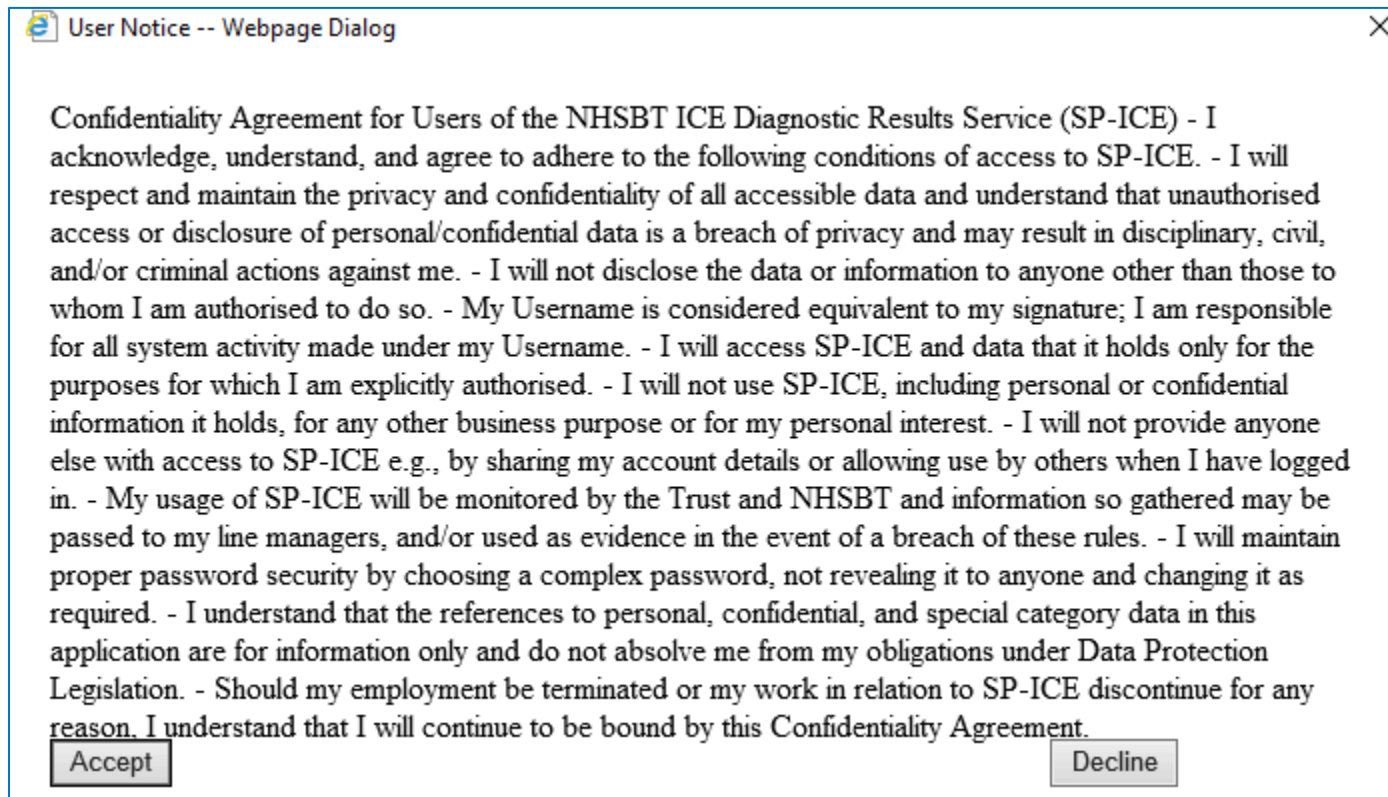 User Notice -- Webpage Dialog
Confidentiality Agreement for Users of the NHSBT ICE Diagnostic Results Service (SP-ICE) - I
acknowledge, understand, and agree to adhere to the following conditions of access to SP-ICE. - I will
respect and maintain the privacy and confidentiality of all accessible data and understand that unauthorised
access or disclosure of personal/confidential data is a breach of privacy and may result in disciplinary, civil,
and/or criminal actions against me. - I will not disclose the data or information to anyone other than those to
whom I am authorised to do so. - My Username is considered equivalent to my signature; I am responsible
for all system activity made under my Username. - I will access SP-ICE and data that it holds only for the
purposes for which I am explicitly authorised. - I will not use SP-ICE, including personal or confidential
information it holds, for any other business purpose or for my personal interest. - I will not provide anyone
else with access to SP-ICE e.g., by sharing my account details or allowing use by others when I have logged
in. - My usage of SP-ICE will be monitored by the Trust and NHSBT and information so gathered may be
passed to my line managers, and/or used as evidence in the event of a breach of these rules. - I will maintain
proper password security by choosing a complex password, not revealing it to anyone and changing it as
required. - I understand that the references to personal, confidential, and special category data in this
application are for information only and do not absolve me from my obligations under Data Protection
Legislation. - Should my employment be terminated or my work in relation to SP-ICE discontinue for any
reason, I understand that I will continue to be bound by this Confidentiality Agreement.
Accept
Decline